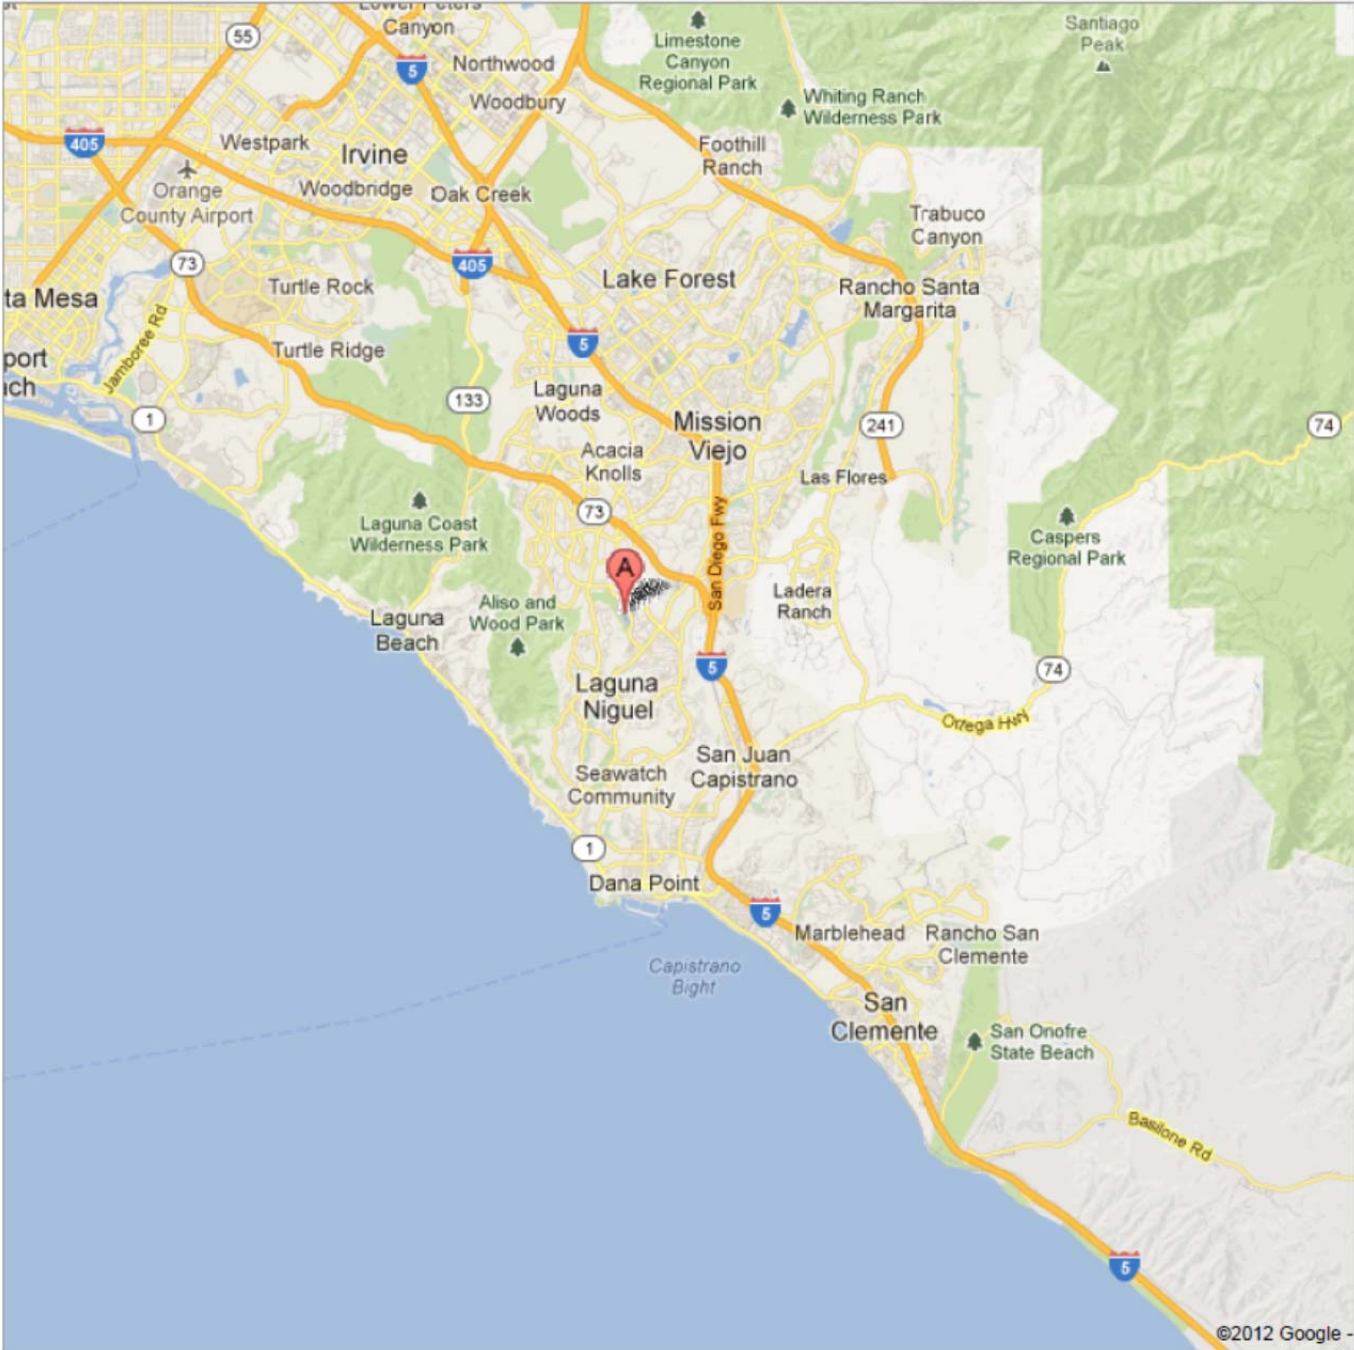 Lower Peters
Canyon
55
5
Northwood
Woodbury
Limestone
Canyon
Regional Park
Santiago
Peak
Whiting Ranch
Wilderness Park
405
Westpark
Irvine
Woodbridge
Oak Creek
Foothill
Ranch
Orange
County Airport
Trabuco
Canyon
73
405
Turtle Rock
Lake Forest
Rancho Santa
Margarita
ta Mesa
Jamboree Rd
Turtle Ridge
5
port
ach
1
133
Laguna
Woods
Mission
Viejo
241
74
Acacia
Knolls
Las Flores
73
San Diego Fwy
Laguna Coast
Wilderness Park
Caspers
Regional Park
A
Ladera
Ranch
Laguna
Beach
Aliso and
Wood Park
5
74
Laguna
Niguel
Ortega Hwy
San Juan
Capistrano
Seawatch
Community
1
Dana Point
5
Marblehead
Rancho San
Clemente
Capistrano
Bight
San
Clemente
San Onofre
State Beach
Basilone Rd
5
©2012 Google -